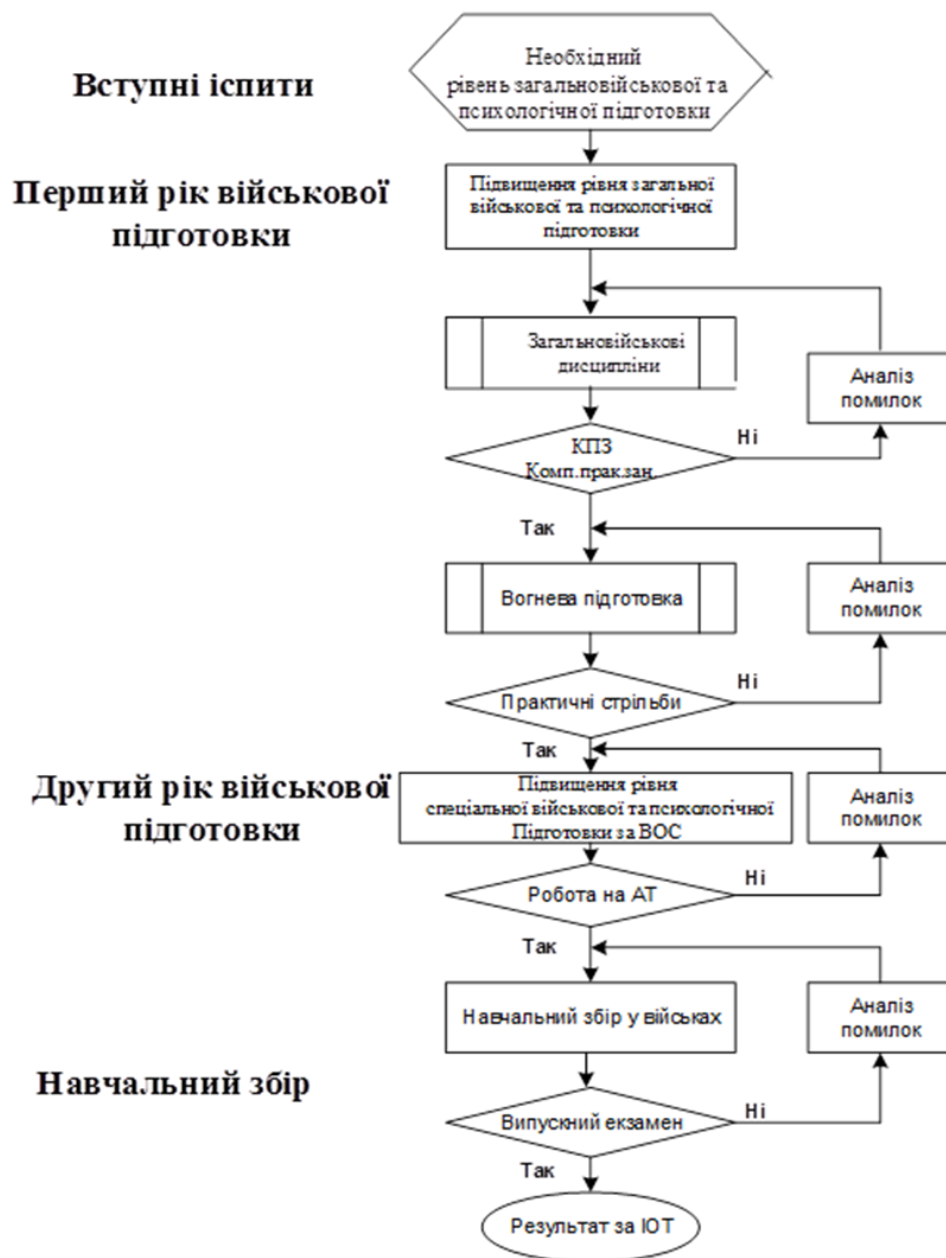 Вступні іспити
Необхідний
рівень загальновійськової та
психологічної підготовки
Перший рік військової
підготовки
Підвищення рівня загальної
військової та психологічної
підготовки
Загальновійськові
дисципліни
Аналіз
помилок
КПЗ
Комп.прак.зан.
Ні
Так
Вогнева підготовка
Аналіз
помилок
Практичні стрільби
Ні
Так
Другий рік військової
підготовки
Підвищення рівня
спеціальної військової та психологічної
Підготовки за ВОС
Аналіз
помилок
Робота на АТ
Ні
Так
Навчальний збір у військах
Аналіз
помилок
Навчальний збір
Випускний екзамен
Ні
Так
Результат за ІОТ